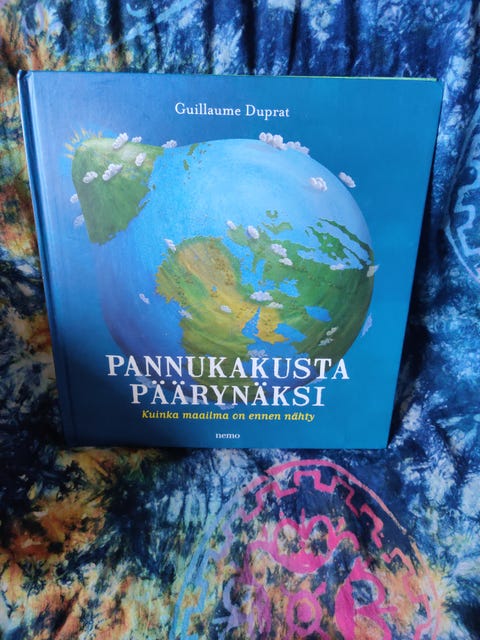 Guillaume Duprat
PANNUKAKUSTA
PÄÄRYNÄKSI
Kuinka maailma on ennen nähty
nemo